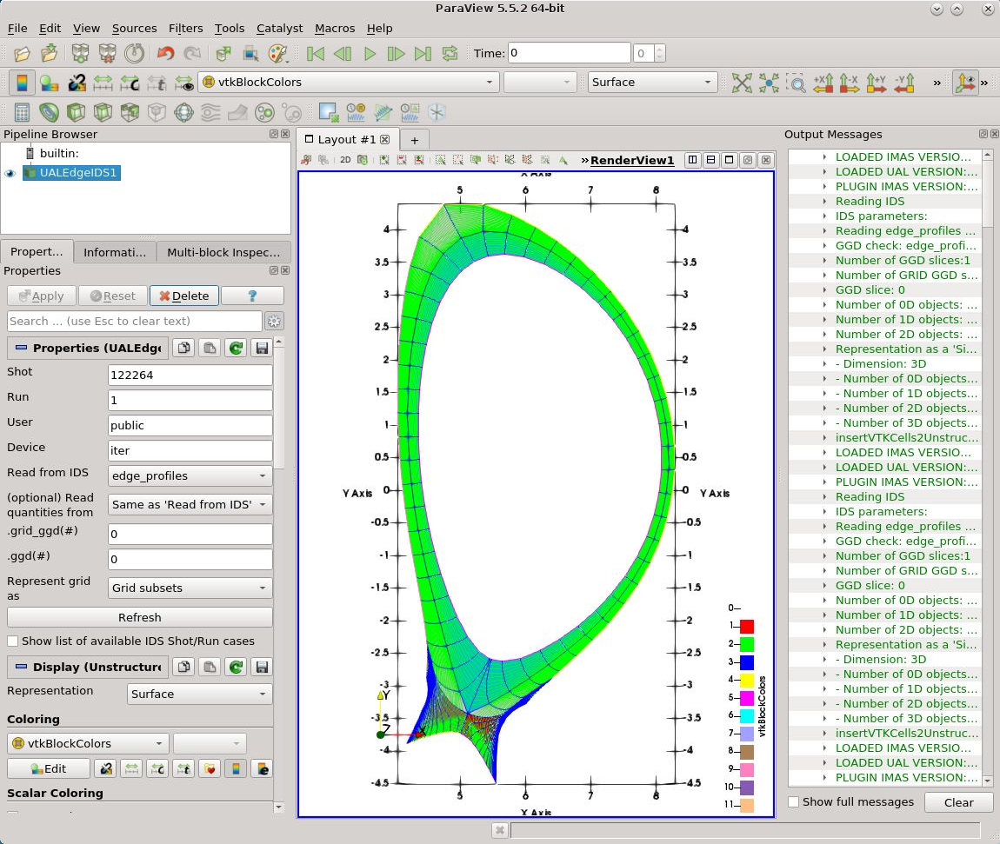 ParaView 5.5.2 64-bit
File Edit View Sources Filters Tools Catalyst Macros Help
Time: 0 0
vtkBlockColors Surface +X -X +Y -Y » »
Pipeline Browser
builtin:
UALEdgeIDS1
Propert... Informati... Multi-block Inspec...
Properties
Apply Reset Delete ?
Search ... (use Esc to clear text)
Properties (UALEdge
Shot 122264
Run 1
User public
Device iter
Read from IDS edge_profiles
(optional) Read
quantities from Same as 'Read from IDS'
.grid_ggd(#) 0
.ggd(#) 0
Represent grid
as Grid subsets
Refresh
Show list of available IDS Shot/Run cases
Display (Unstructure
Representation Surface
Coloring
vtkBlockColors
Edit
Scalar Coloring
Layout #1 +
2D » RenderView1
X Axis
5 6 7 8
4 4
3.5 3.5
3 3
2.5 2.5
2 2
1.5 1.5
1 1
0.5 0.5
Y Axis 0 0 Y Axis
-0.5 -0.5
-1 -1
-1.5 -1.5
-2 -2
-2.5 -2.5
-3 -3
-3.5 -3.5
-4 -4
-4.5 -4.5
5 6 7 8
X Axis
Y
Z
X
0
1
2
3
4
5
6
7
8
9
10
11
vtkBlockColors
Output Messages
LOADED IMAS VERSIO...
LOADED UAL VERSION:...
PLUGIN IMAS VERSION:...
Reading IDS
IDS parameters:
Reading edge_profiles ...
GGD check: edge_profi...
Number of GGD slices:1
Number of GRID GGD s...
GGD slice: 0
Number of 0D objects: ...
Number of 1D objects: ...
Number of 2D objects: ...
Representation as a 'Si...
- Dimension: 3D
- Number of 0D objects...
- Number of 1D objects...
- Number of 2D objects...
- Number of 3D objects...
insertVTKCells2Unstruc...
LOADED IMAS VERSIO...
LOADED UAL VERSION:...
PLUGIN IMAS VERSION:...
Reading IDS
IDS parameters:
Reading edge_profiles ...
GGD check: edge_profi...
Number of GGD slices:1
Number of GRID GGD s...
GGD slice: 0
Number of 0D objects: ...
Number of 1D objects: ...
Number of 2D objects: ...
Representation as a 'Si...
- Dimension: 3D
- Number of 0D objects...
- Number of 1D objects...
- Number of 2D objects...
- Number of 3D objects...
insertVTKCells2Unstruc...
LOADED IMAS VERSIO...
LOADED UAL VERSION:...
PLUGIN IMAS VERSION:...
Show full messages Clear